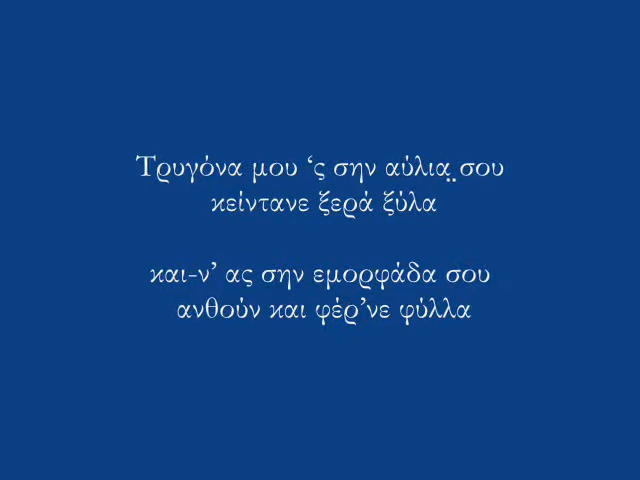 Τρυγόνα μου ‘ς σην αύλια̤ σου
κείντανε ξερά ξύλα
και-ν’ ας σην εμορφάδα σου
ανθούν και φέρ’νε φύλλα